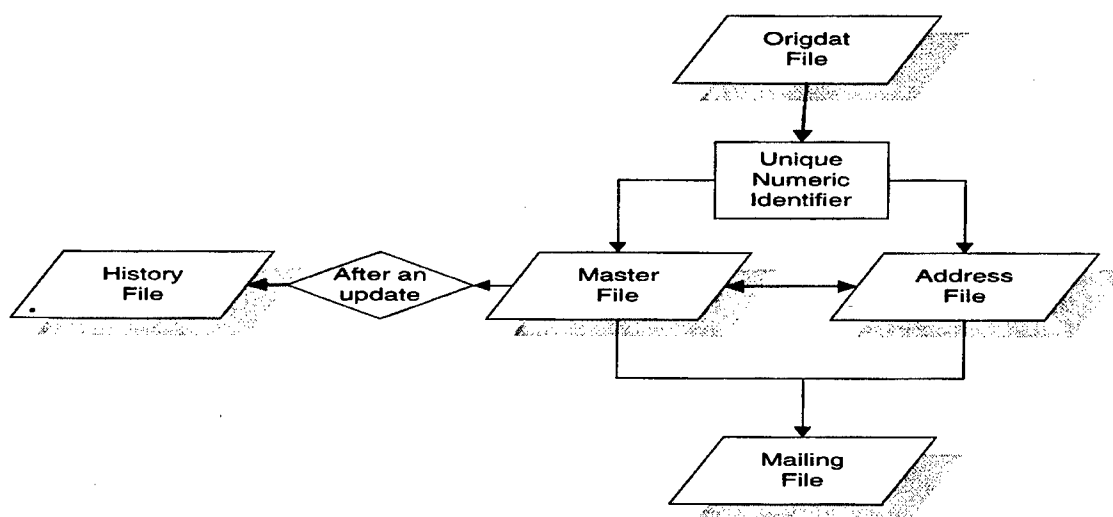 Origdat
File
Unique
Numeric
Identifier
History
File
After an
update
Master
File
Address
File
Mailing
File